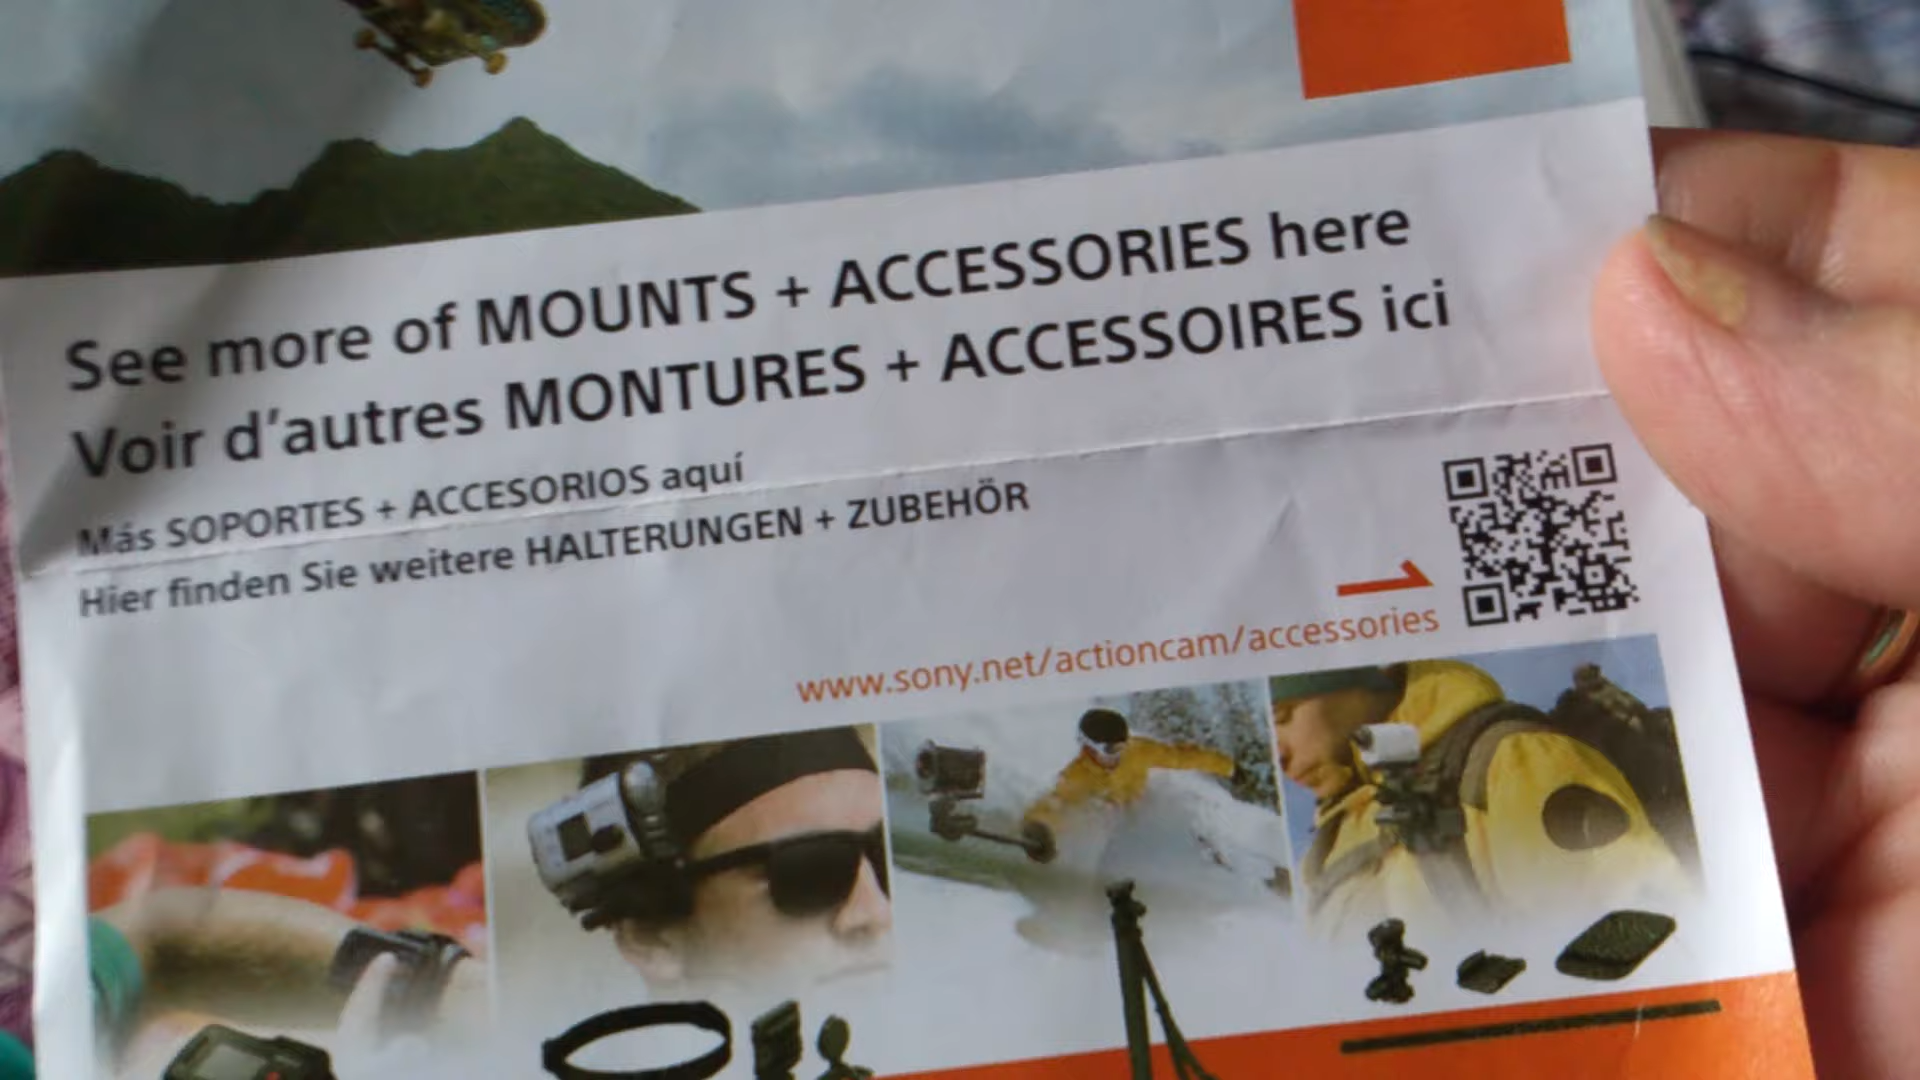 See more of MOUNTS + ACCESSORIES here
Voir d'autres MONTURES + ACCESSOIRES ici
Más SOPORTES + ACCESORIOS aquí
Hier finden Sie weitere HALTERUNGEN + ZUBEHÖR
www.sony.net/actioncam/accessories